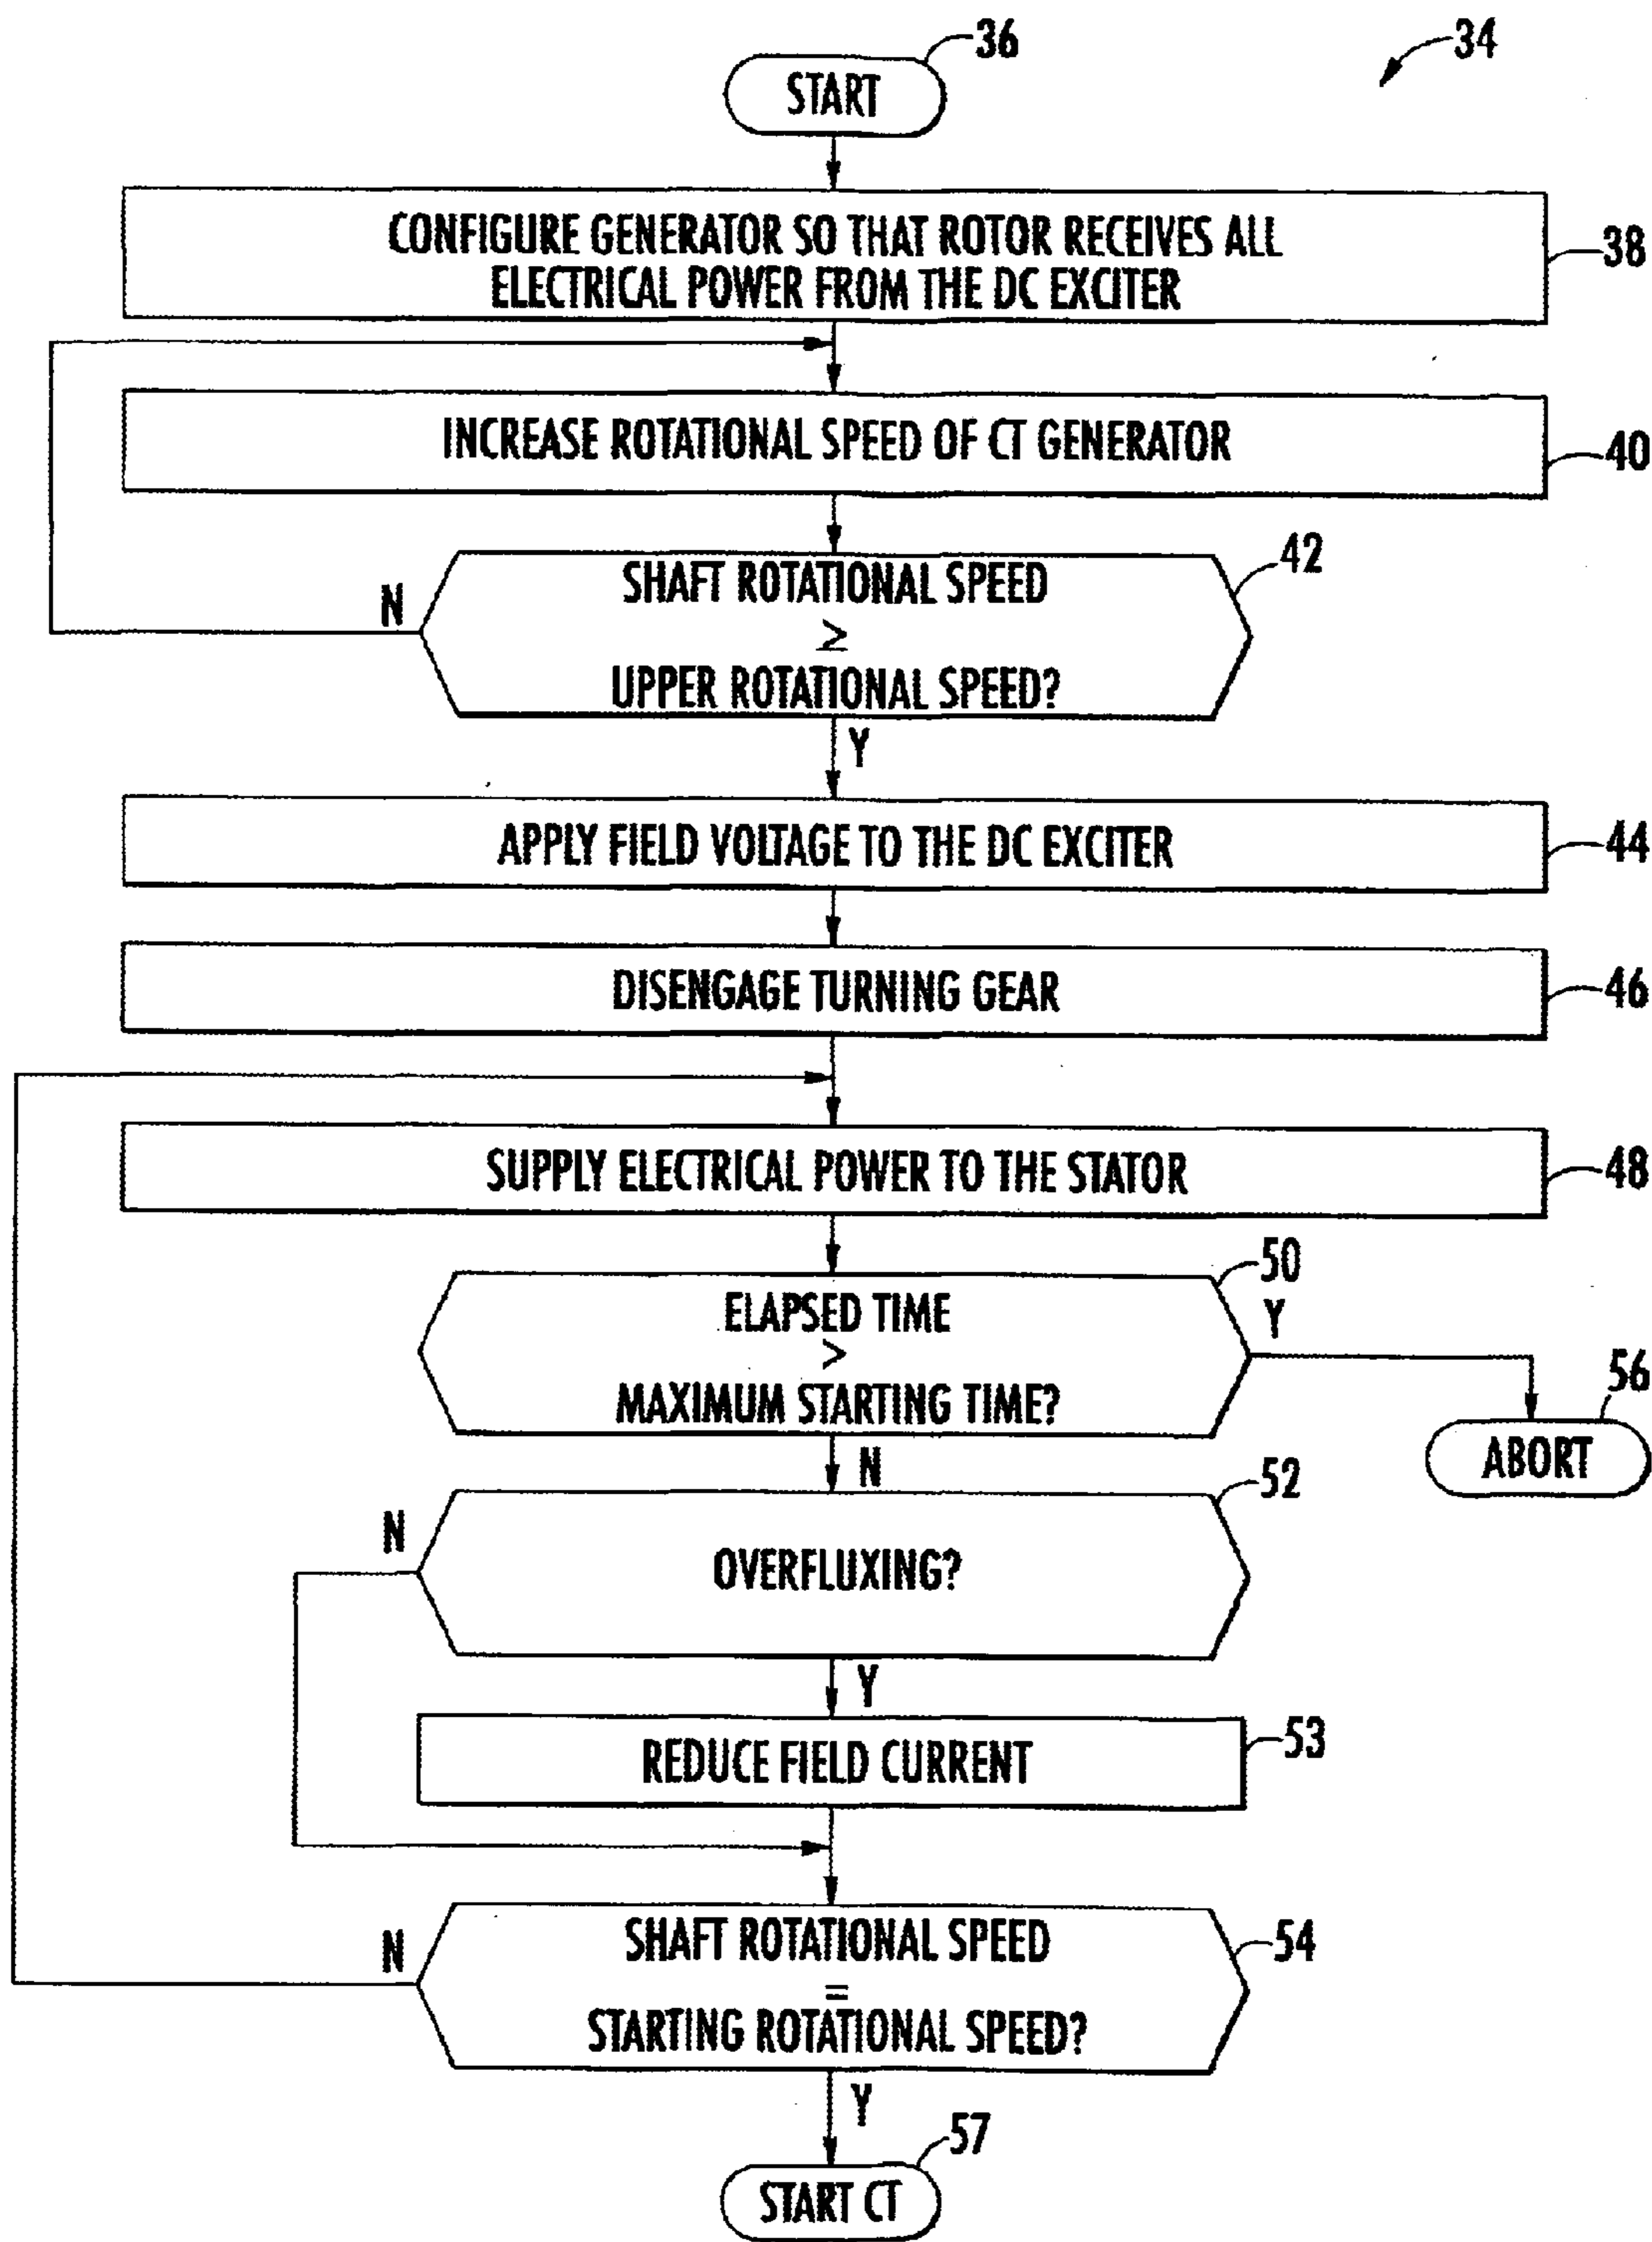 36
34
START
CONFIGURE GENERATOR SO THAT ROTOR RECEIVES ALL
ELECTRICAL POWER FROM THE DC EXCITER
38
INCREASE ROTATIONAL SPEED OF CT GENERATOR
40
42
SHAFT ROTATIONAL SPEED
N
≥
UPPER ROTATIONAL SPEED?
Y
APPLY FIELD VOLTAGE TO THE DC EXCITER
44
DISENGAGE TURNING GEAR
46
SUPPLY ELECTRICAL POWER TO THE STATOR
48
50
ELAPSED TIME
Y
>
MAXIMUM STARTING TIME?
56
ABORT
N
52
N
OVERFLUXING?
Y
REDUCE FIELD CURRENT
53
SHAFT ROTATIONAL SPEED
54
N
=
STARTING ROTATIONAL SPEED?
Y
57
START CT